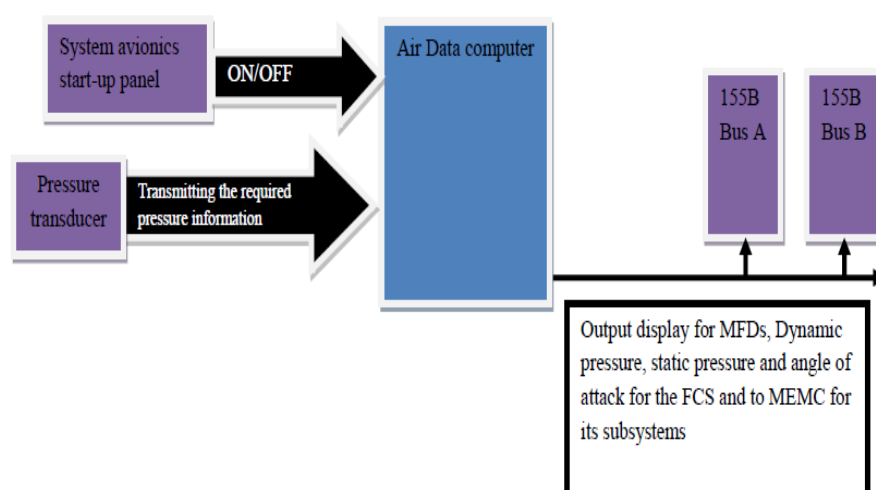 System avionics
start-up panel
ON/OFF
Air Data computer
155B
Bus A
155B
Bus B
Pressure
transducer
Transmitting the required
pressure information
Output display for MFDs, Dynamic
pressure, static pressure and angle of
attack for the FCS and to MEMC for
its subsystems